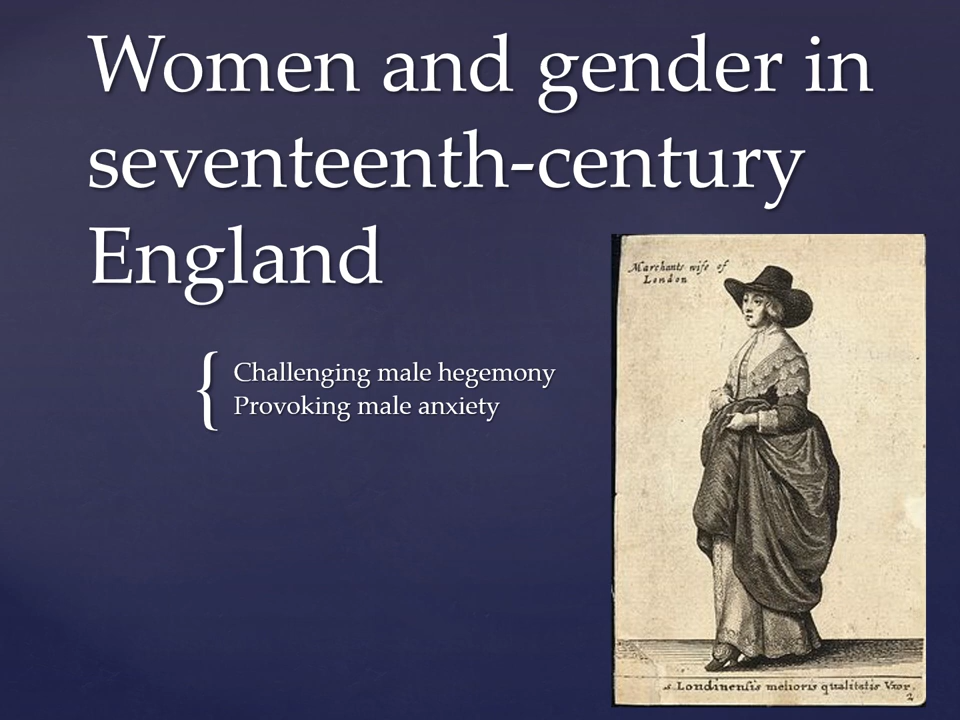 Women and gender in
seventeenth-century
England
{ Challenging male hegemony
Provoking male anxiety
Marchants wife of
London
Londinensis melioris qualitatis Vxor.
2